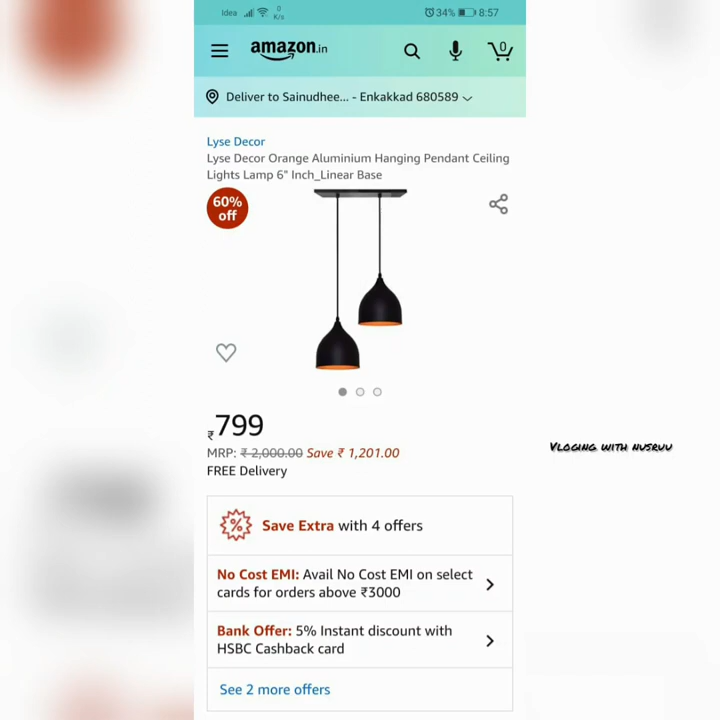 Idea 0 K/s 34% 8:57
amazon.in 0
Deliver to Sainudhee... - Enkakkad 680589
Lyse Decor
Lyse Decor Orange Aluminium Hanging Pendant Ceiling
Lights Lamp 6" Inch_Linear Base
60%
off
₹799
MRP: ₹ 2,000.00 Save ₹ 1,201.00
FREE Delivery
VLOGING WITH NUSRUU
% Save Extra with 4 offers
No Cost EMI: Avail No Cost EMI on select
cards for orders above ₹3000
Bank Offer: 5% Instant discount with
HSBC Cashback card
See 2 more offers